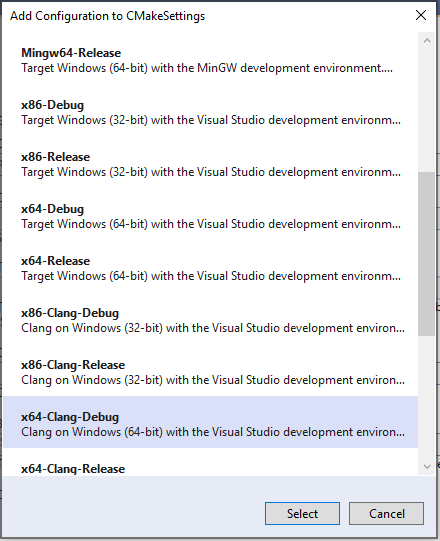 Add Configuration to CMakeSettings
Mingw64-Release
Target Windows (64-bit) with the MinGW development environment....
x86-Debug
Target Windows (32-bit) with the Visual Studio development environm...
x86-Release
Target Windows (32-bit) with the Visual Studio development environm...
x64-Debug
Target Windows (64-bit) with the Visual Studio development environm...
x64-Release
Target Windows (64-bit) with the Visual Studio development environm...
x86-Clang-Debug
Clang on Windows (32-bit) with the Visual Studio development environ...
x86-Clang-Release
Clang on Windows (32-bit) with the Visual Studio development environ...
x64-Clang-Debug
Clang on Windows (64-bit) with the Visual Studio development environ...
x64-Clang-Release
Select
Cancel